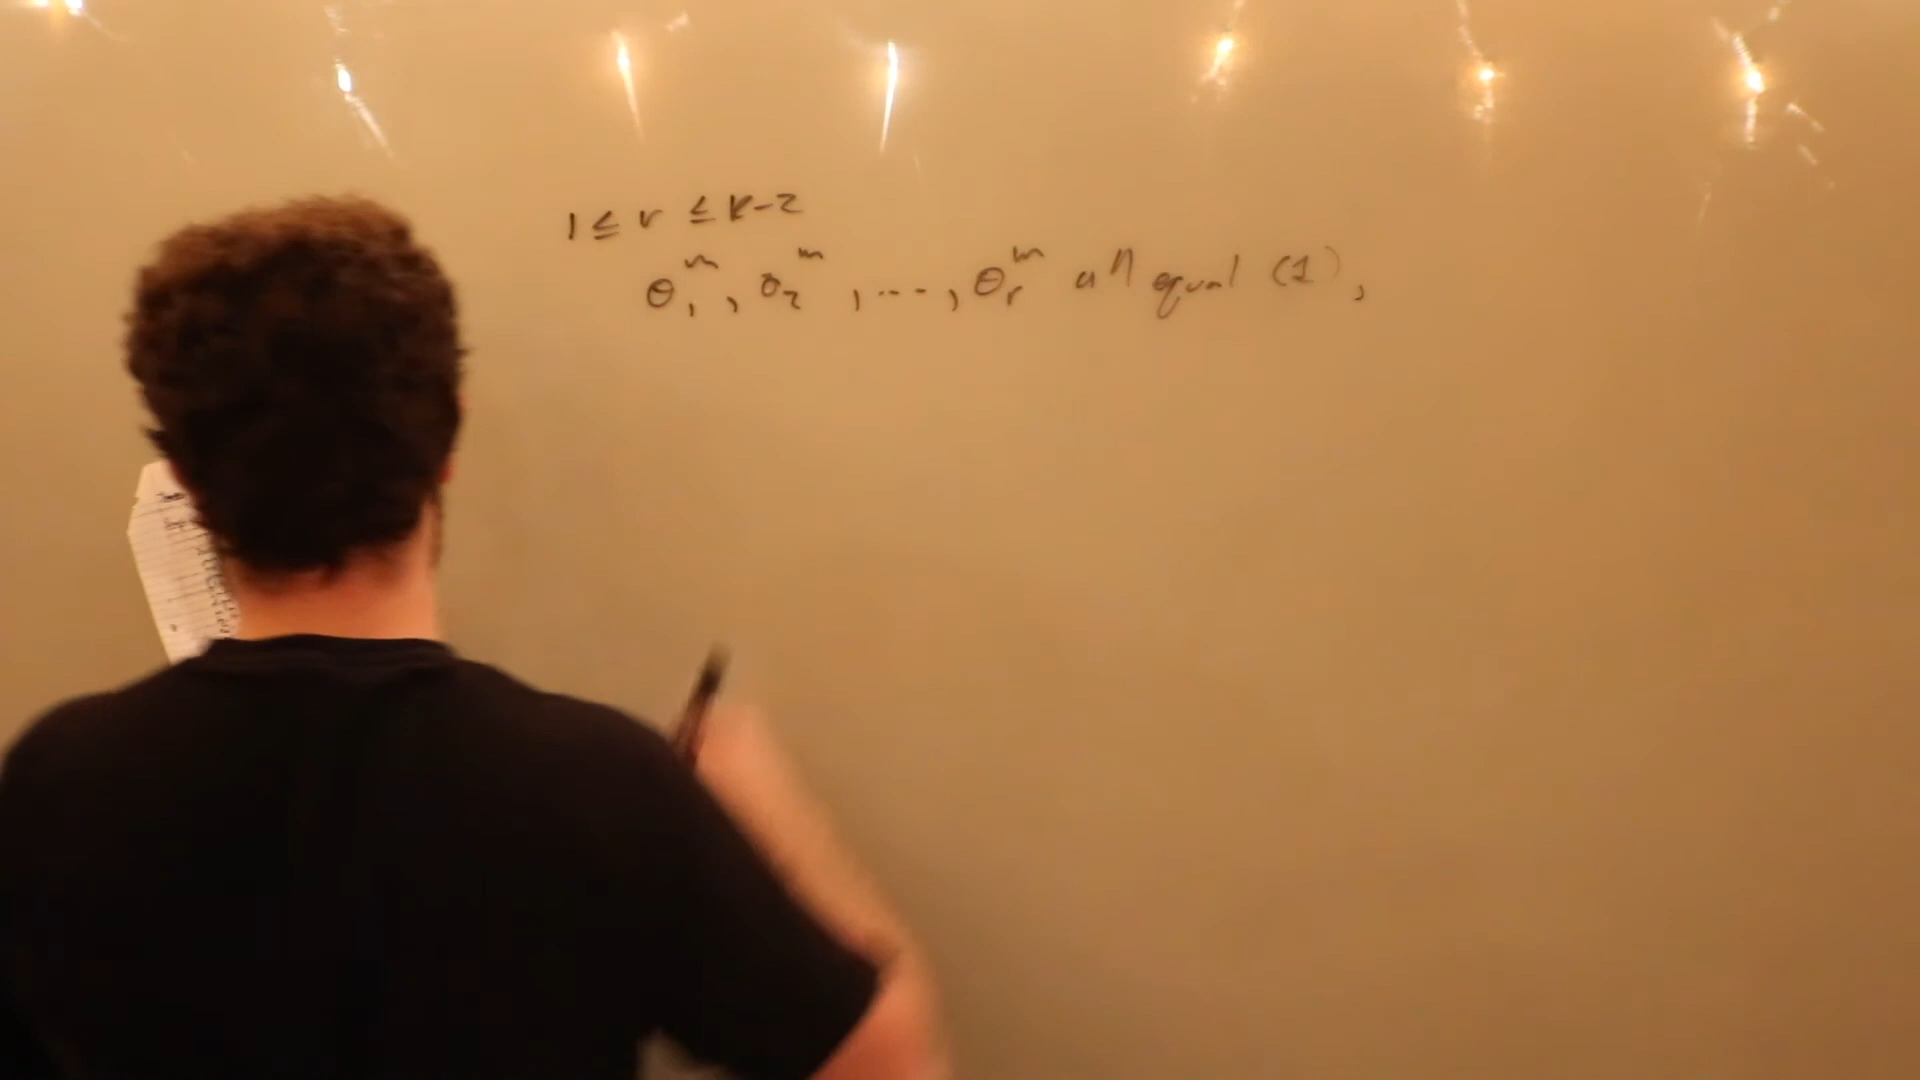 1 ≤ r ≤ k-2
θ₁ᵐ, θ₂ᵐ, ..., θᵣᵐ all equal (1),